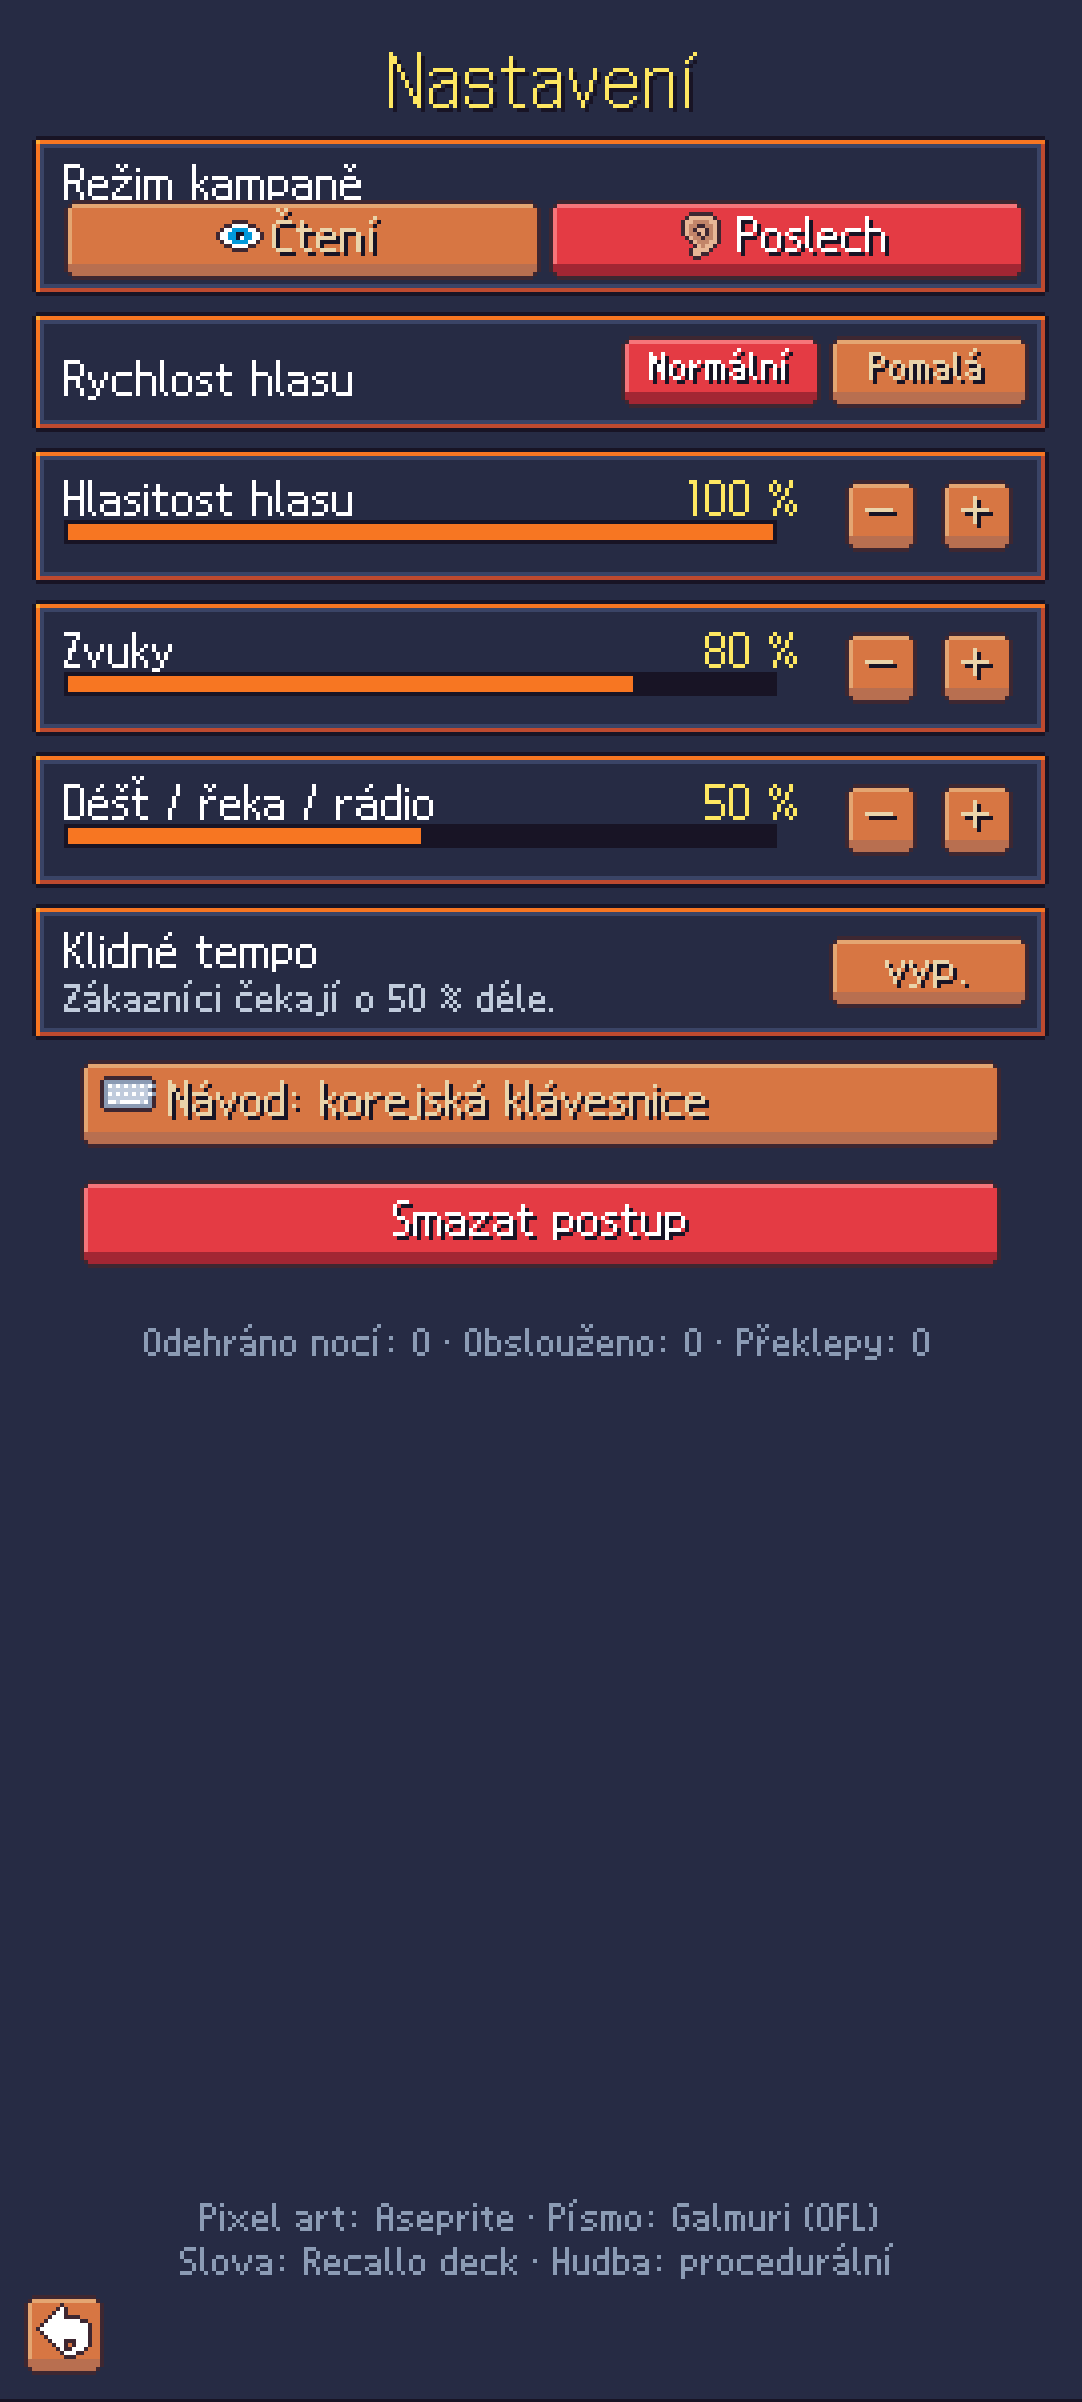 Nastavení
Režim kampaně
Čtení
Poslech
Rychlost hlasu
Normální
Pomalá
Hlasitost hlasu
100 %
−
+
Zvuky
80 %
−
+
Déšť / řeka / rádio
50 %
−
+
Klidné tempo
Zákazníci čekají o 50 % déle.
vyp.
Návod: korejská klávesnice
Smazat postup
Odehráno nocí: 0 · Obslouženo: 0 · Překlepy: 0
Pixel art: Aseprite · Písmo: Galmuri (OFL)
Slova: Recallo deck · Hudba: procedurální